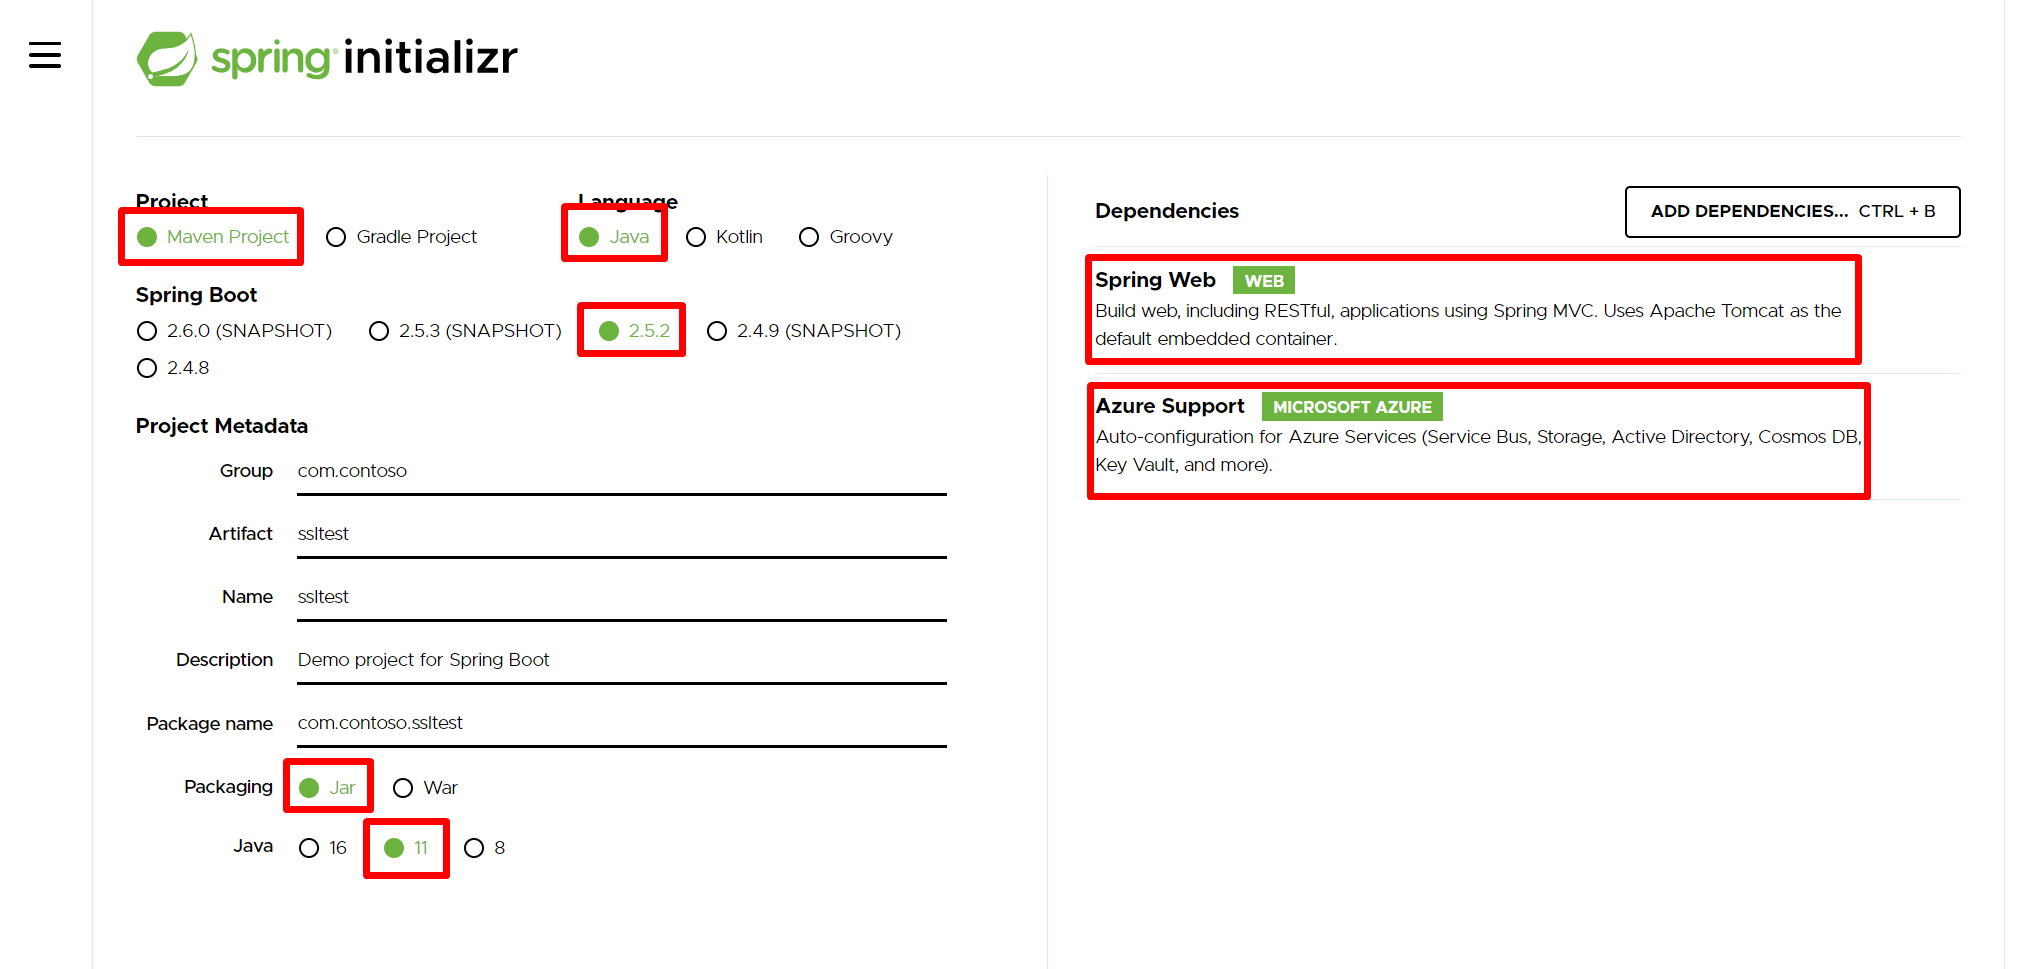 spring initializr
Project
Maven Project Gradle Project
Language
Java Kotlin Groovy
Spring Boot
2.6.0 (SNAPSHOT) 2.5.3 (SNAPSHOT) 2.5.2 2.4.9 (SNAPSHOT)
2.4.8
Project Metadata
Group com.contoso
Artifact ssltest
Name ssltest
Description Demo project for Spring Boot
Package name com.contoso.ssltest
Packaging Jar War
Java 16 11 8
Dependencies
ADD DEPENDENCIES... CTRL + B
Spring Web WEB
Build web, including RESTful, applications using Spring MVC. Uses Apache Tomcat as the
default embedded container.
Azure Support MICROSOFT AZURE
Auto-configuration for Azure Services (Service Bus, Storage, Active Directory, Cosmos DB,
Key Vault, and more).